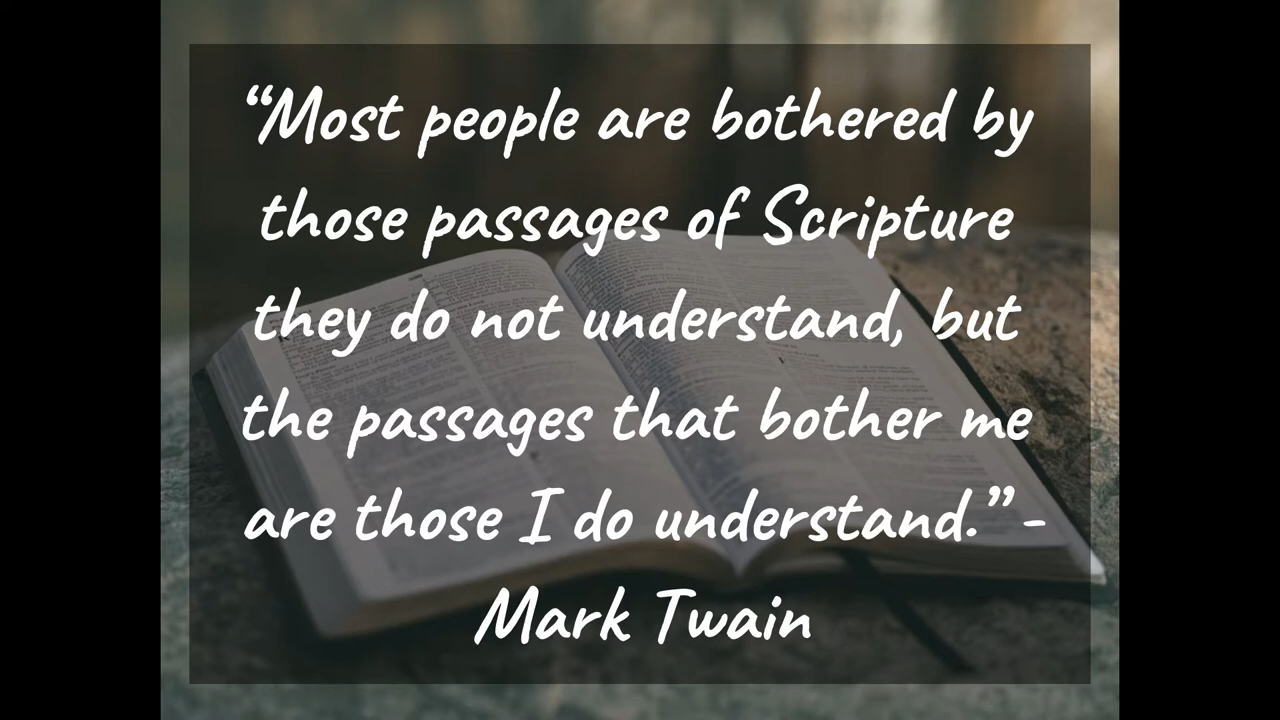 “Most people are bothered by
those passages of Scripture
they do not understand, but
the passages that bother me
are those I do understand.” -
Mark Twain